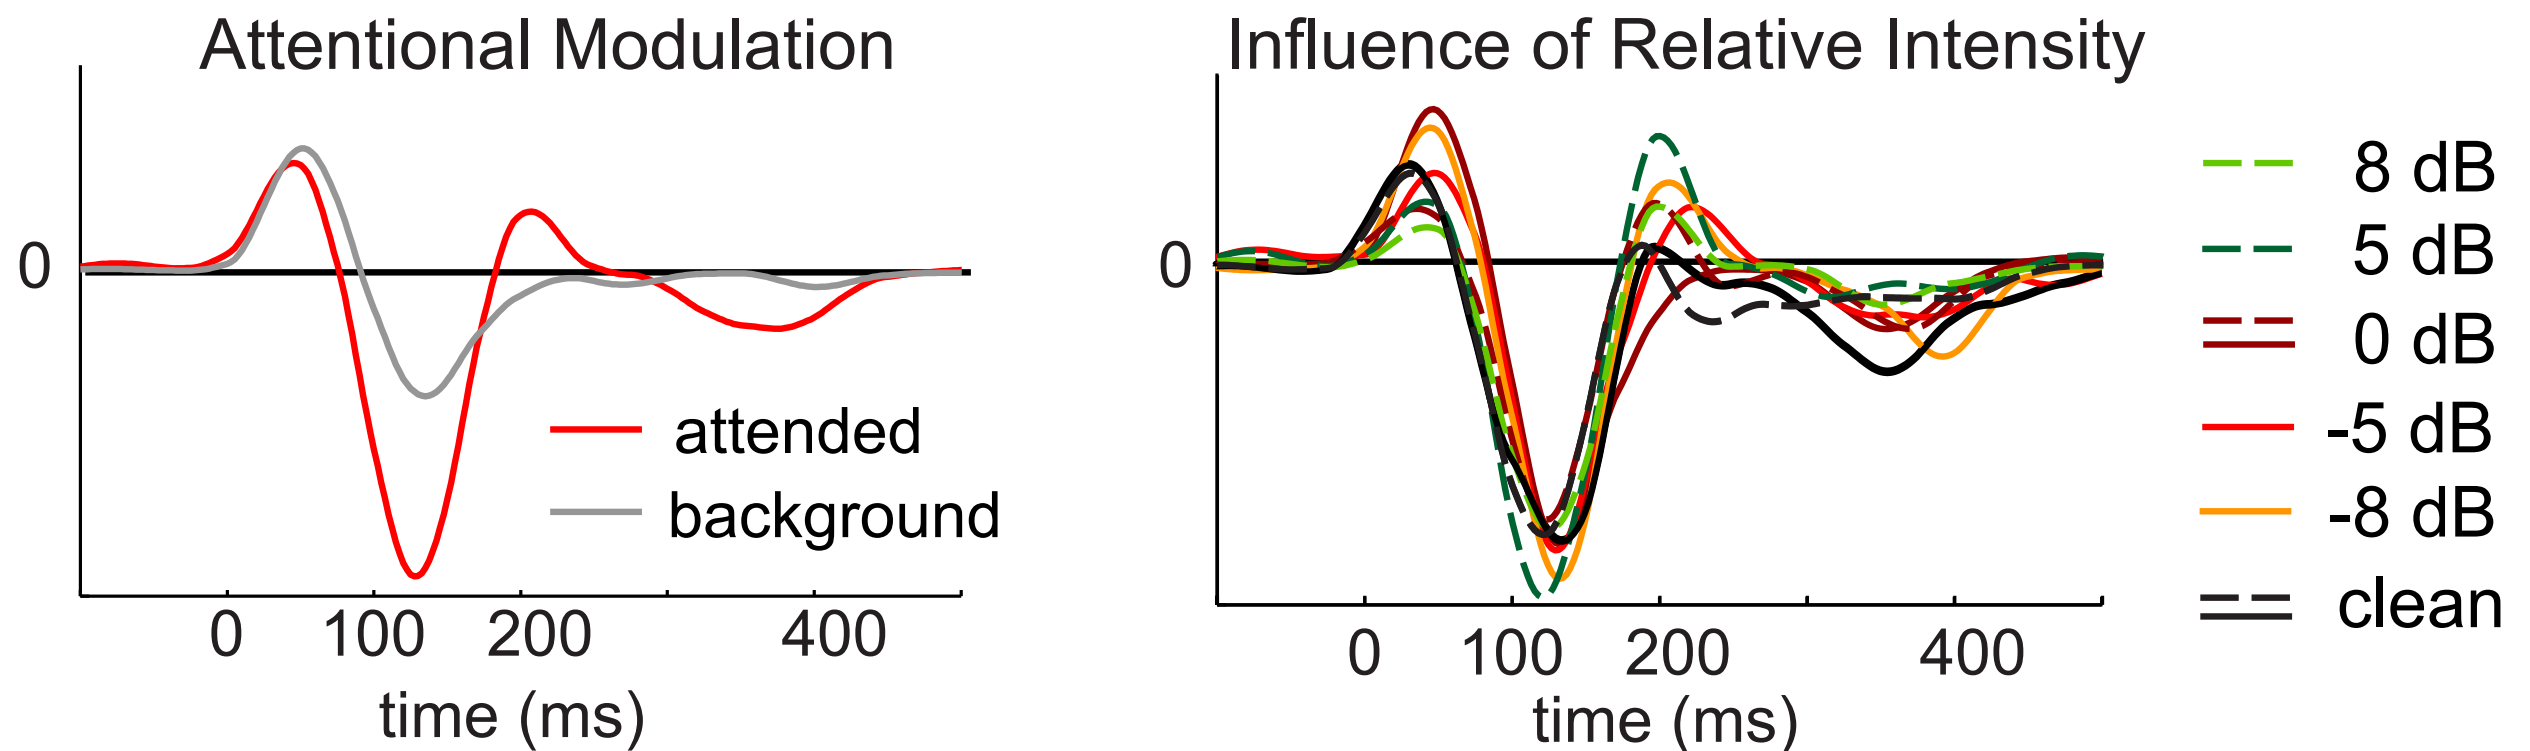 Attentional Modulation
0
attended
background
0 100 200 400
time (ms)
Influence of Relative Intensity
0
0 100 200 400
time (ms)
8 dB
5 dB
0 dB
-5 dB
-8 dB
clean